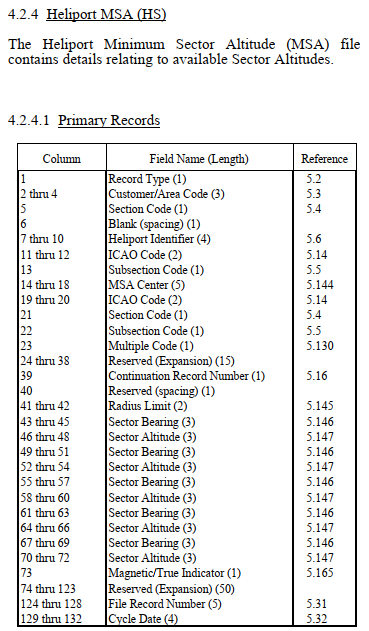 4.2.4 Heliport MSA (HS)
The Heliport Minimum Sector Altitude (MSA) file
contains details relating to available Sector Altitudes.
4.2.4.1 Primary Records
Column Field Name (Length) Reference
1 Record Type (1) 5.2
2 thru 4 Customer/Area Code (3) 5.3
5 Section Code (1) 5.4
6 Blank (spacing) (1)
7 thru 10 Heliport Identifier (4) 5.6
11 thru 12 ICAO Code (2) 5.14
13 Subsection Code (1) 5.5
14 thru 18 MSA Center (5) 5.144
19 thru 20 ICAO Code (2) 5.14
21 Section Code (1) 5.4
22 Subsection Code (1) 5.5
23 Multiple Code (1) 5.130
24 thru 38 Reserved (Expansion) (15)
39 Continuation Record Number (1) 5.16
40 Reserved (spacing) (1)
41 thru 42 Radius Limit (2) 5.145
43 thru 45 Sector Bearing (3) 5.146
46 thru 48 Sector Altitude (3) 5.147
49 thru 51 Sector Bearing (3) 5.146
52 thru 54 Sector Altitude (3) 5.147
55 thru 57 Sector Bearing (3) 5.146
58 thru 60 Sector Altitude (3) 5.147
61 thru 63 Sector Bearing (3) 5.146
64 thru 66 Sector Altitude (3) 5.147
67 thru 69 Sector Bearing (3) 5.146
70 thru 72 Sector Altitude (3) 5.147
73 Magnetic/True Indicator (1) 5.165
74 thru 123 Reserved (Expansion) (50)
124 thru 128 File Record Number (5) 5.31
129 thru 132 Cycle Date (4) 5.32